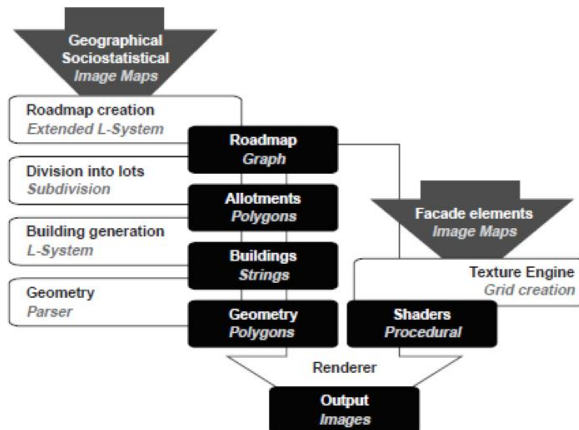 Geographical
Sociostatistical
Image Maps
Roadmap creation
Extended L-System
Roadmap
Graph
Division into lots
Subdivision
Allotments
Polygons
Facade elements
Image Maps
Building generation
L-System
Buildings
Strings
Texture Engine
Grid creation
Geometry
Parser
Geometry
Polygons
Shaders
Procedural
Renderer
Output
Images